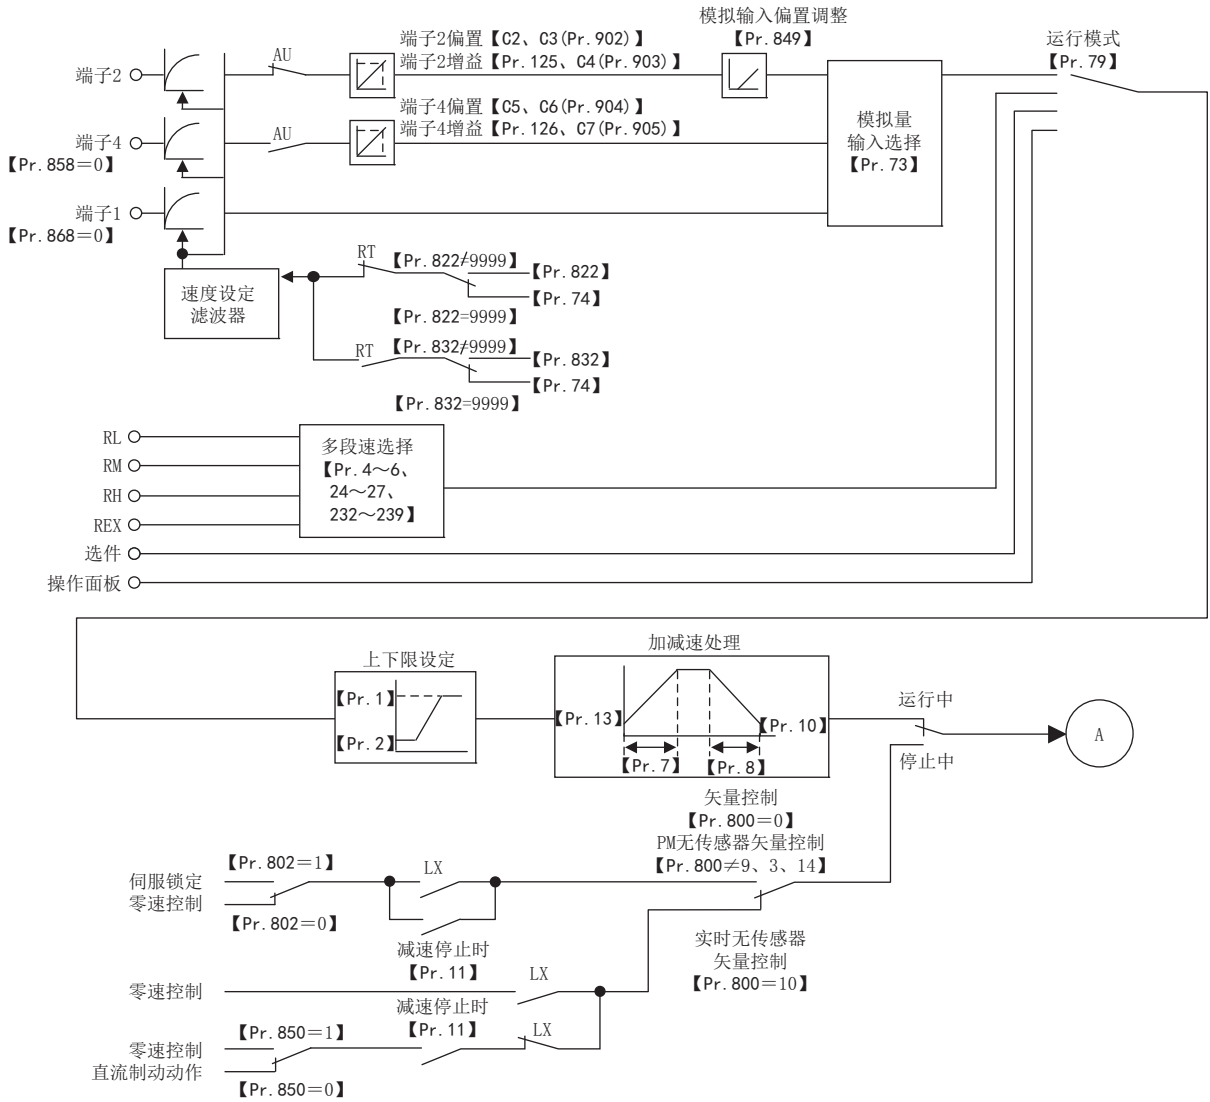 模拟输入偏置调整
【Pr.849】
端子2偏置【C2、C3(Pr.902)】
端子2增益【Pr.125、C4(Pr.903)】
运行模式
【Pr.79】
端子2
AU
端子4偏置【C5、C6(Pr.904)】
端子4增益【Pr.126、C7(Pr.905)】
端子4
【Pr.858＝0】
AU
模拟量
输入选择
【Pr.73】
端子1
【Pr.868＝0】
速度设定
滤波器
RT
【Pr.822≠9999】
【Pr.822】
【Pr.74】
【Pr.822=9999】
RT
【Pr.832≠9999】
【Pr.832】
【Pr.74】
【Pr.832=9999】
RL
RM
RH
REX
多段速选择
【Pr.4～6、
24～27、
232～239】
选件
操作面板
上下限设定
【Pr.1】
【Pr.2】
加减速处理
【Pr.13】
【Pr.10】
【Pr.7】
【Pr.8】
运行中
停止中
A
矢量控制
【Pr.800＝0】
PM无传感器矢量控制
【Pr.800≠9、3、14】
【Pr.802＝1】
伺服锁定
零速控制
【Pr.802＝0】
LX
减速停止时
【Pr.11】
实时无传感器
矢量控制
【Pr.800＝10】
零速控制
LX
减速停止时
【Pr.11】
LX
【Pr.850＝1】
零速控制
直流制动动作
【Pr.850＝0】